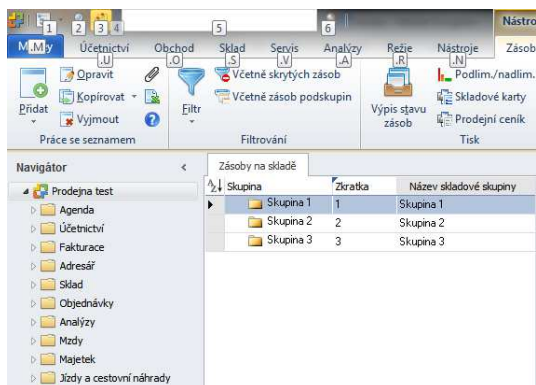 Nástro
1 2 3 4 5 6
M .M y Účetnictví Obchod Sklad Servis Analýzy Režie Nástroje Zásob
.U .O .S .V .A .R .N
Přidat
Opravit
Kopírovat
Vyjmout
Filtr
Včetně skrytých zásob
Včetně zásob podskupin
Výpis stavu
zásob
Podlim./nadlim.
Skladové karty
Prodejní ceník
Práce se seznamem Filtrování Tisk
Navigátor
Prodejna test
Agenda
Účetnictví
Fakturace
Adresář
Sklad
Objednávky
Analýzy
Mzdy
Majetek
Jízdy a cestovní náhrady
Zásoby na skladě
Skupina Zkratka Název skladové skupiny
Skupina 1 1 Skupina 1
Skupina 2 2 Skupina 2
Skupina 3 3 Skupina 3